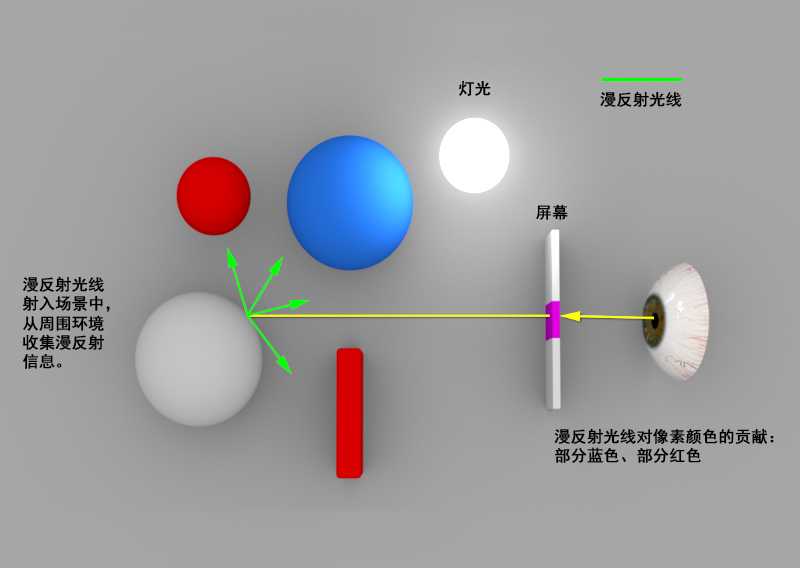 灯光
漫反射光线
屏幕
漫反射光线
射入场景中，
从周围环境
收集漫反射
信息。
漫反射光线对像素颜色的贡献：
部分蓝色、部分红色